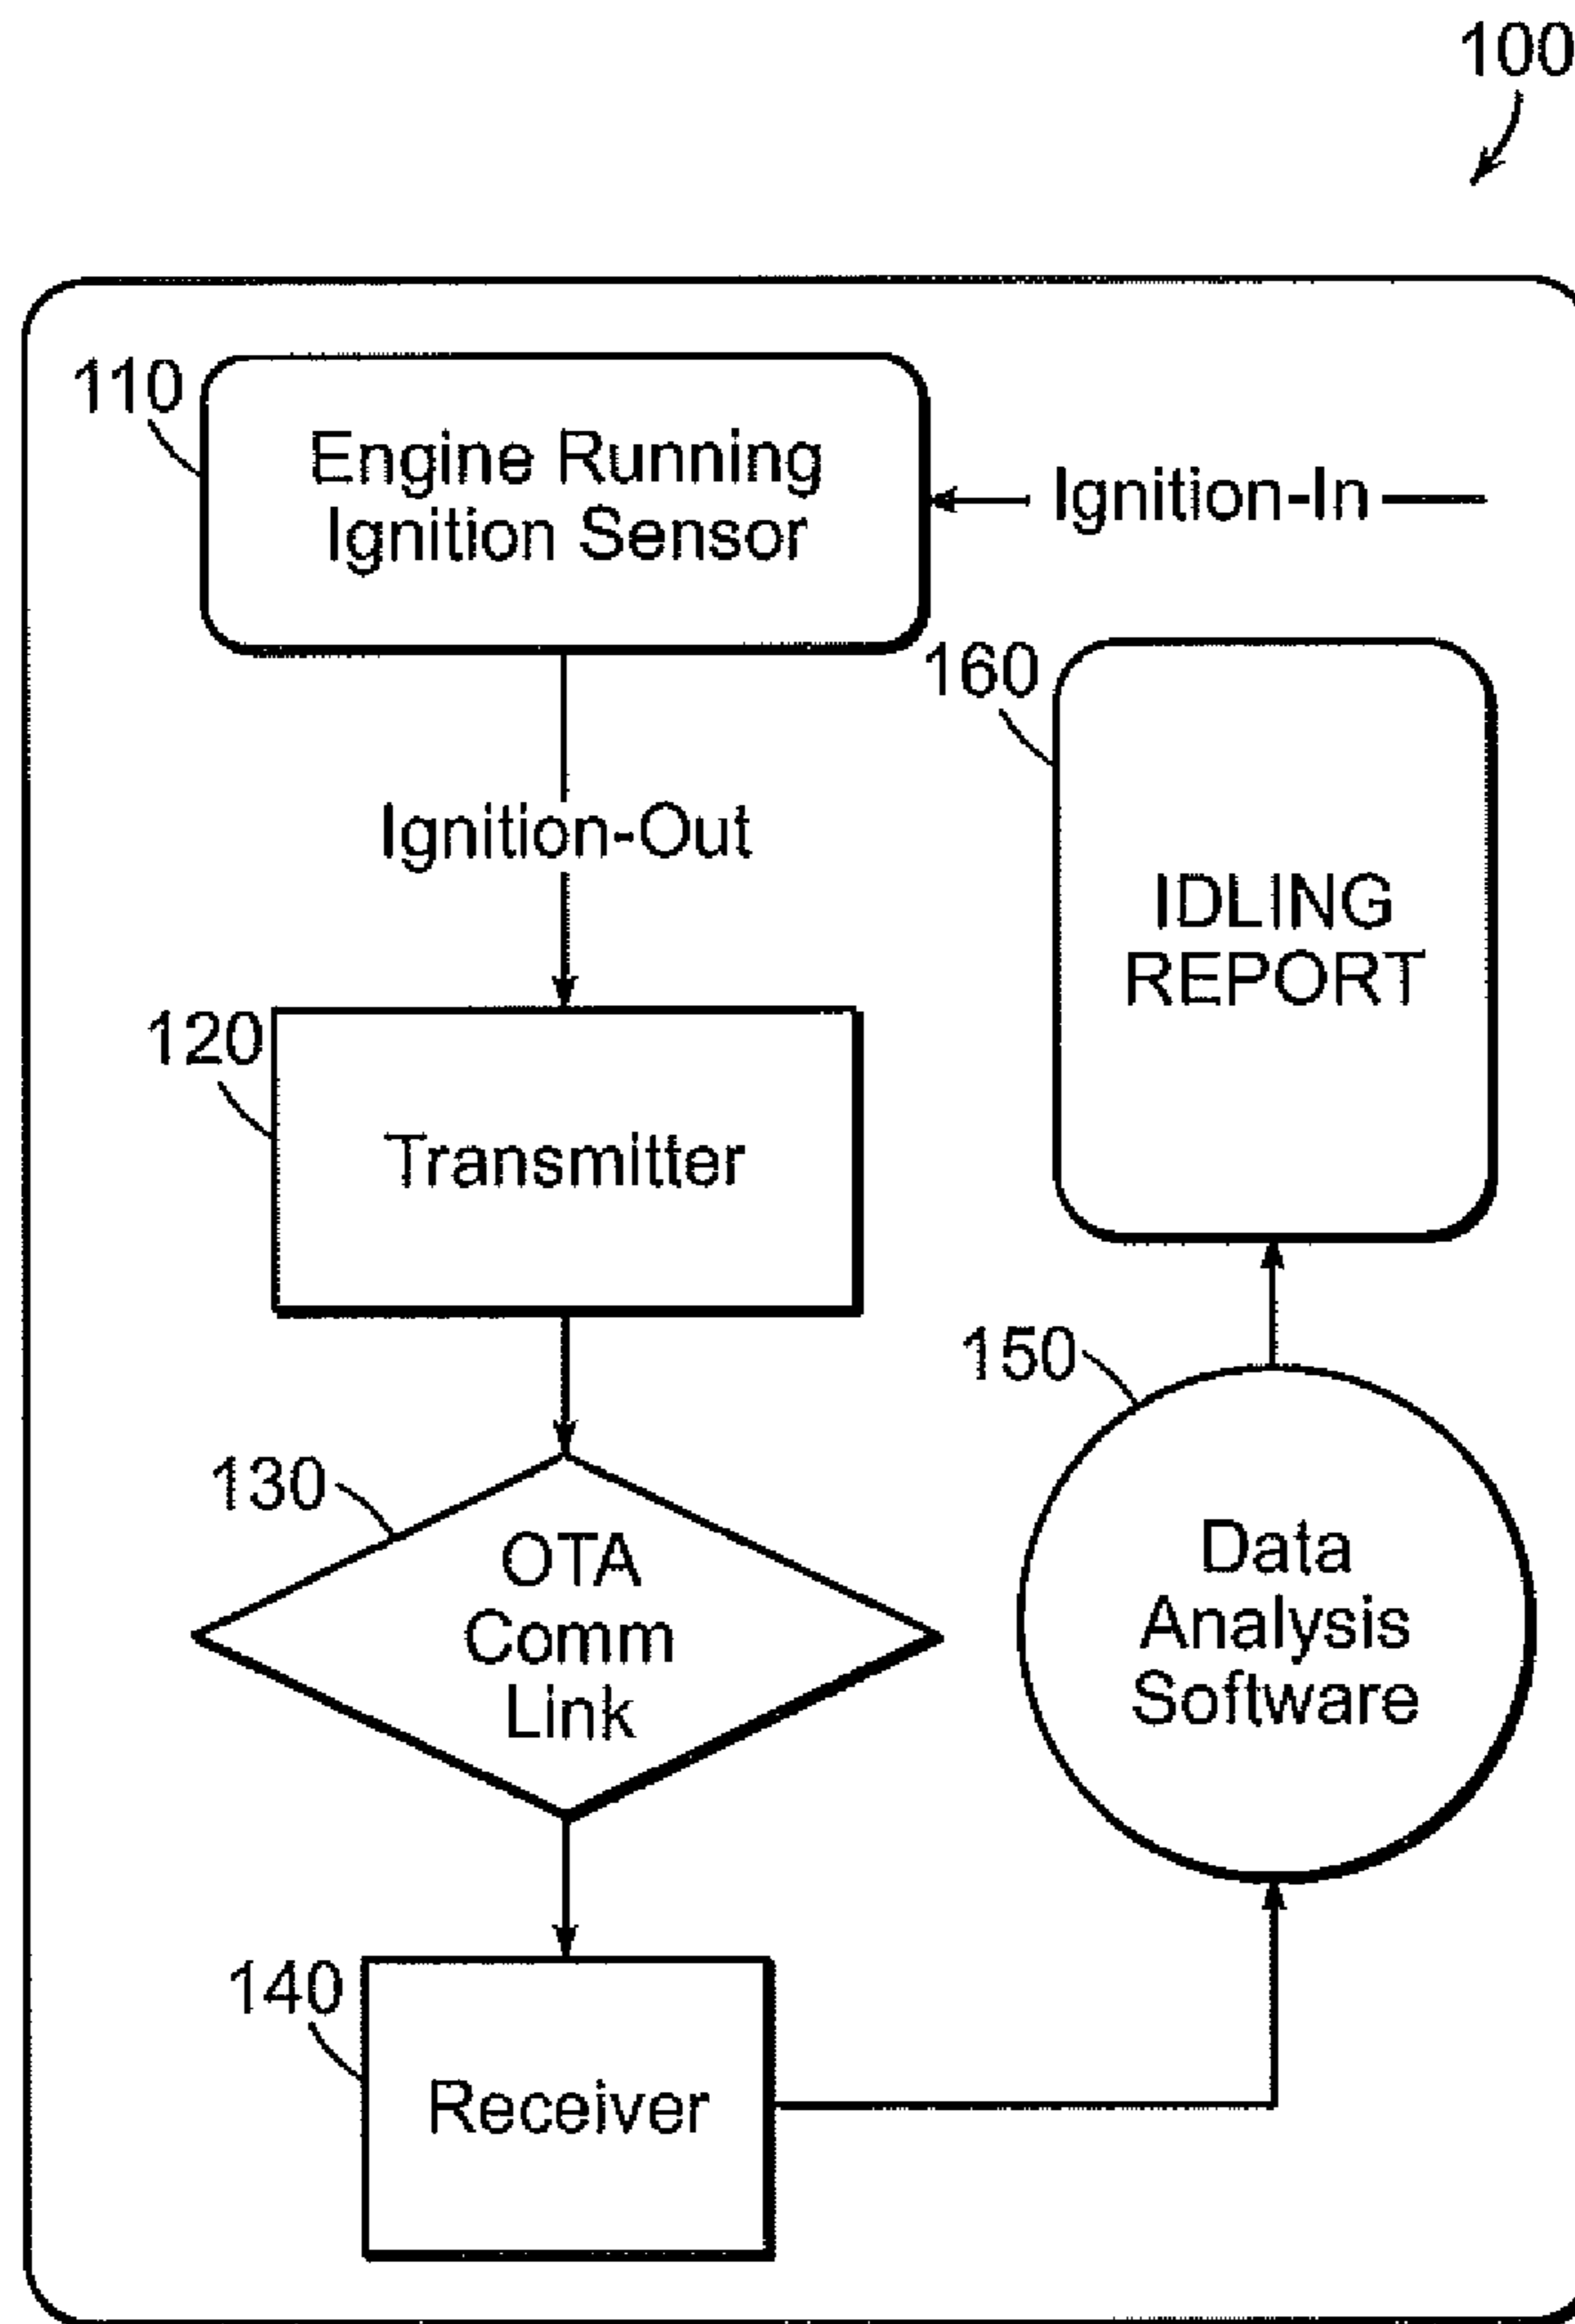 100
110
Engine Running
Ignition Sensor
Ignition-In
160
IDLING
REPORT
Ignition-Out
120
Transmitter
150
Data
Analysis
Software
130
OTA
Comm
Link
140
Receiver